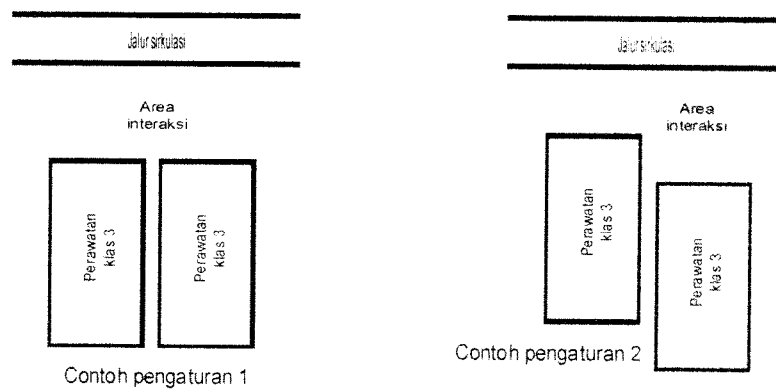 Jalur sirkulasi
Area
interaksi
Perawatan
klas 3
Perawatan
klas 3
Contoh pengaturan 1
Jalur sirkulasi
Area
interaksi
Perawatan
klas 3
Perawatan
klas 3
Contoh pengaturan 2